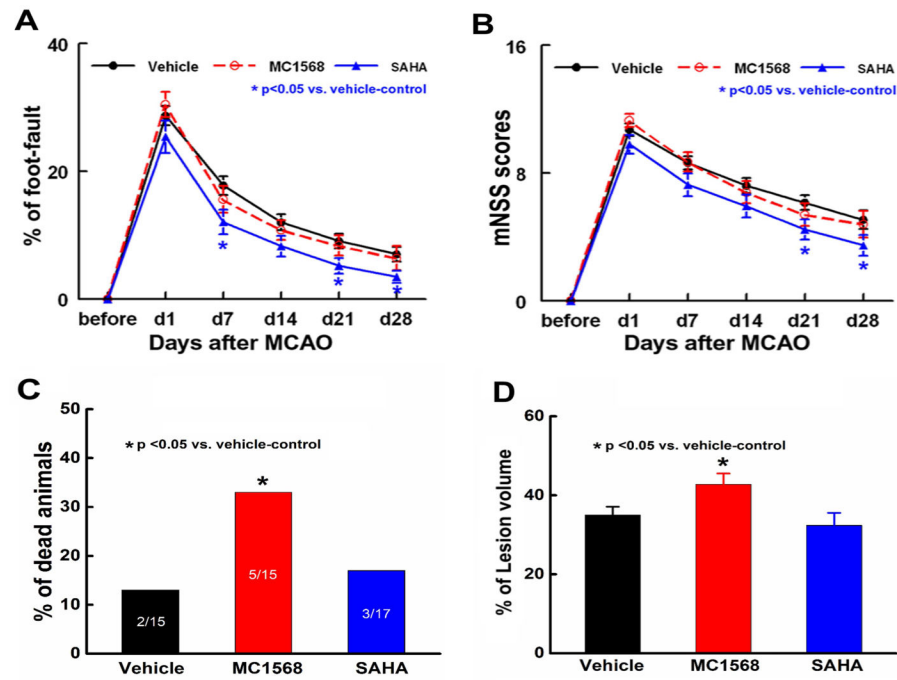 A
40
20
0
% of foot-fault
Vehicle MC1568 SAHA
* p<0.05 vs. vehicle-control
*
*
*
before d1 d7 d14 d21 d28
Days after MCAO
B
16
8
0
mNSS scores
Vehicle MC1568 SAHA
* p<0.05 vs. vehicle-control
*
*
before d1 d7 d14 d21 d28
Days after MCAO
C
50
40
30
20
10
0
% of dead animals
* p <0.05 vs. vehicle-control
*
2/15
5/15
3/17
Vehicle MC1568 SAHA
D
60
40
20
0
% of Lesion volume
* p <0.05 vs. vehicle-control
*
Vehicle MC1568 SAHA